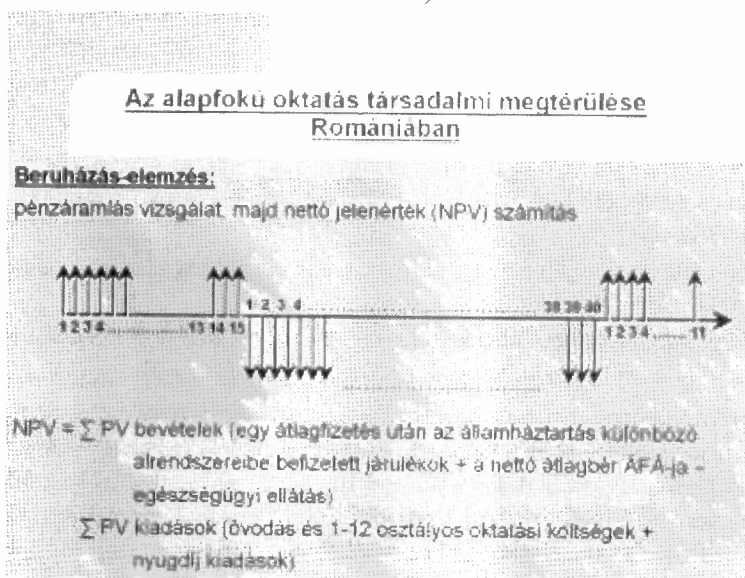 Az alapfokú oktatás társadalmi megtérülése
Romániában
Beruházás-elemzés:
pénzáramlás vizsgálat, majd nettó jelenérték (NPV) számítás
1 2 3 4 38 39 40
1 2 3 4 ...................... 13 14 15 1 2 3 4 ........ 11
NPV = ∑ PV bevételek (egy átlagfizetés után az államháztartás különböző
alrendszereibe befizetett járulékok + a nettó átlagbér ÁFÁ-ja –
egészségügyi ellátás)
∑ PV kiadások (óvodás és 1-12 osztályos oktatási költségek +
nyugdíj kiadások)